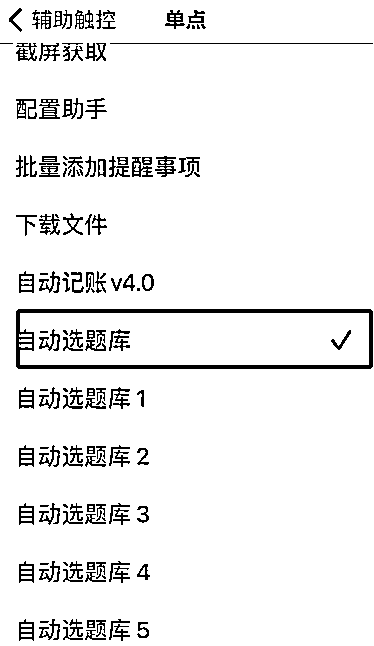 辅助触控 单点
截屏获取
配置助手
批量添加提醒事项
下载文件
自动记账v4.0
自动选题库
自动选题库 1
自动选题库 2
自动选题库 3
自动选题库 4
自动选题库 5